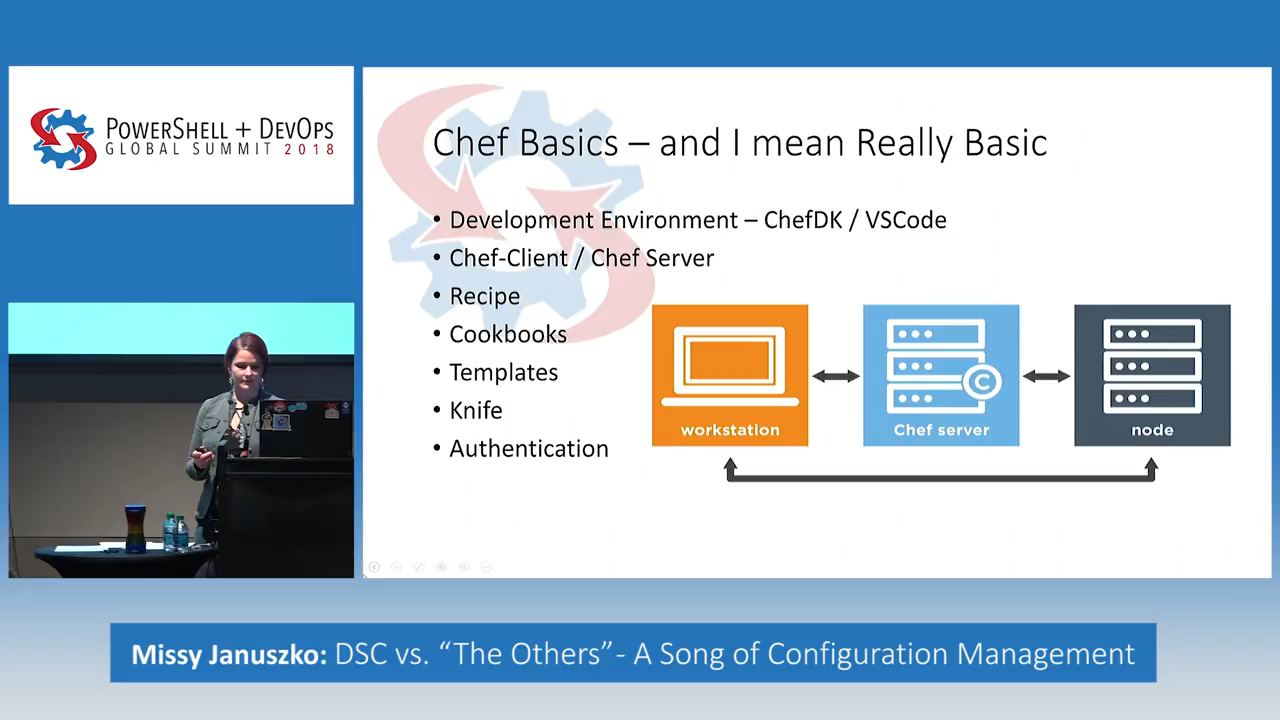 POWERSHELL + DEVOPS
GLOBAL SUMMIT 2018
Chef Basics – and I mean Really Basic
• Development Environment – ChefDK / VSCode
• Chef-Client / Chef Server
• Recipe
• Cookbooks
• Templates
• Knife
• Authentication
workstation
C
Chef server
node
Missy Januszko: DSC vs. “The Others”- A Song of Configuration Management